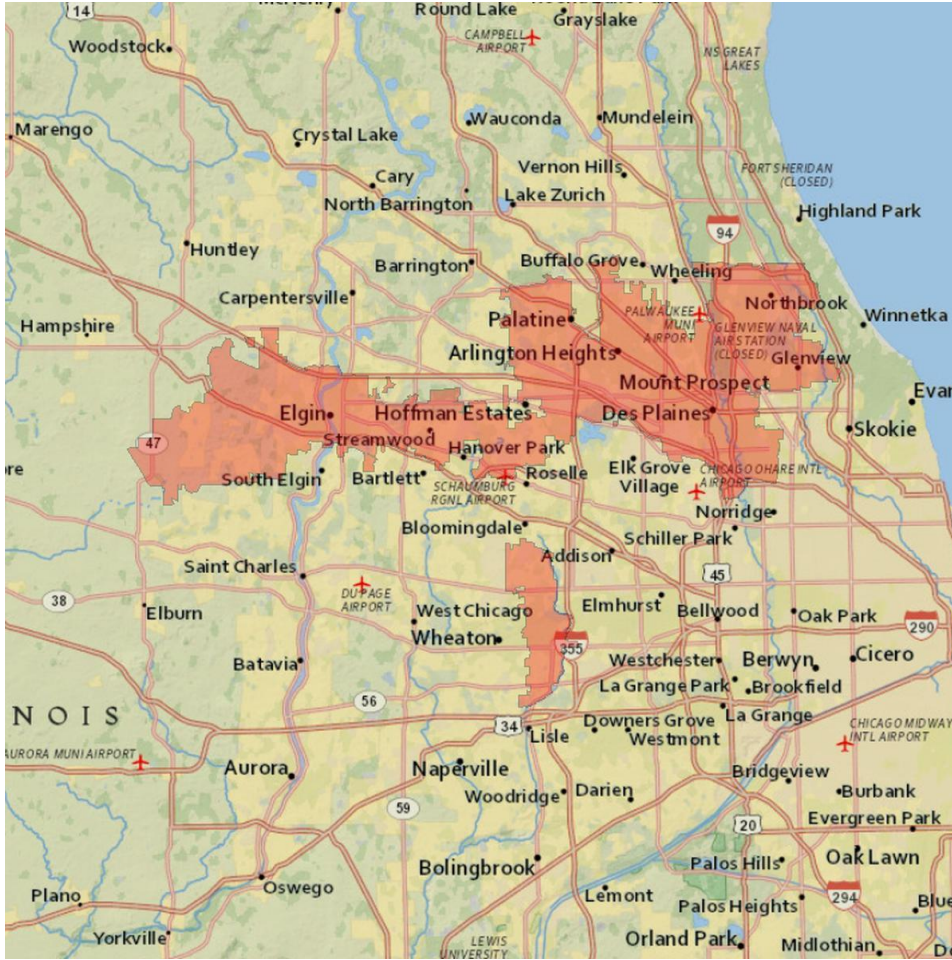 14
Round Lake
Grayslake
CAMPBELL
AIRPORT
Woodstock
NS GREAT
LAKES
Wauconda
Mundelein
Marengo
Crystal Lake
Vernon Hills
FORT SHERIDAN
(CLOSED)
Cary
North Barrington
Lake Zurich
Highland Park
94
Huntley
Barrington
Buffalo Grove
Wheeling
Carpentersville
Northbrook
Hampshire
Palatine
PALWAUKEE
MUNI
AIRPORT
Winnetka
GLENVIEW NAVAL
AIR STATION
(CLOSED)
Arlington Heights
Glenview
Mount Prospect
Evar
Elgin
Hoffman Estates
Des Plaines
Skokie
47
Streamwood
Hanover Park
re
South Elgin
Bartlett
SCHAUMBURG
RGNL AIRPORT
Roselle
Elk Grove
Village
CHICAGO OHARE INTL
AIRPORT
Norridge
Bloomingdale
Schiller Park
Addison
Saint Charles
45
DU PAGE
AIRPORT
38
Elburn
West Chicago
Elmhurst
Bellwood
Oak Park
290
Wheaton
355
Batavia
Westchester
Berwyn
Cicero
La Grange Park
Brookfield
56
NOIS
34
Lisle
Downers Grove
Westmont
La Grange
CHICAGO MIDWAY
INTL AIRPORT
AURORA MUNI AIRPORT
Aurora
Naperville
Bridgeview
Woodridge
Darien
Burbank
59
Evergreen Park
20
Bolingbrook
Palos Hills
Oak Lawn
Oswego
Plano
Lemont
Palos Heights
294
Blue
Yorkville
LEWIS
UNIVERSITY
Orland Park
Midlothian